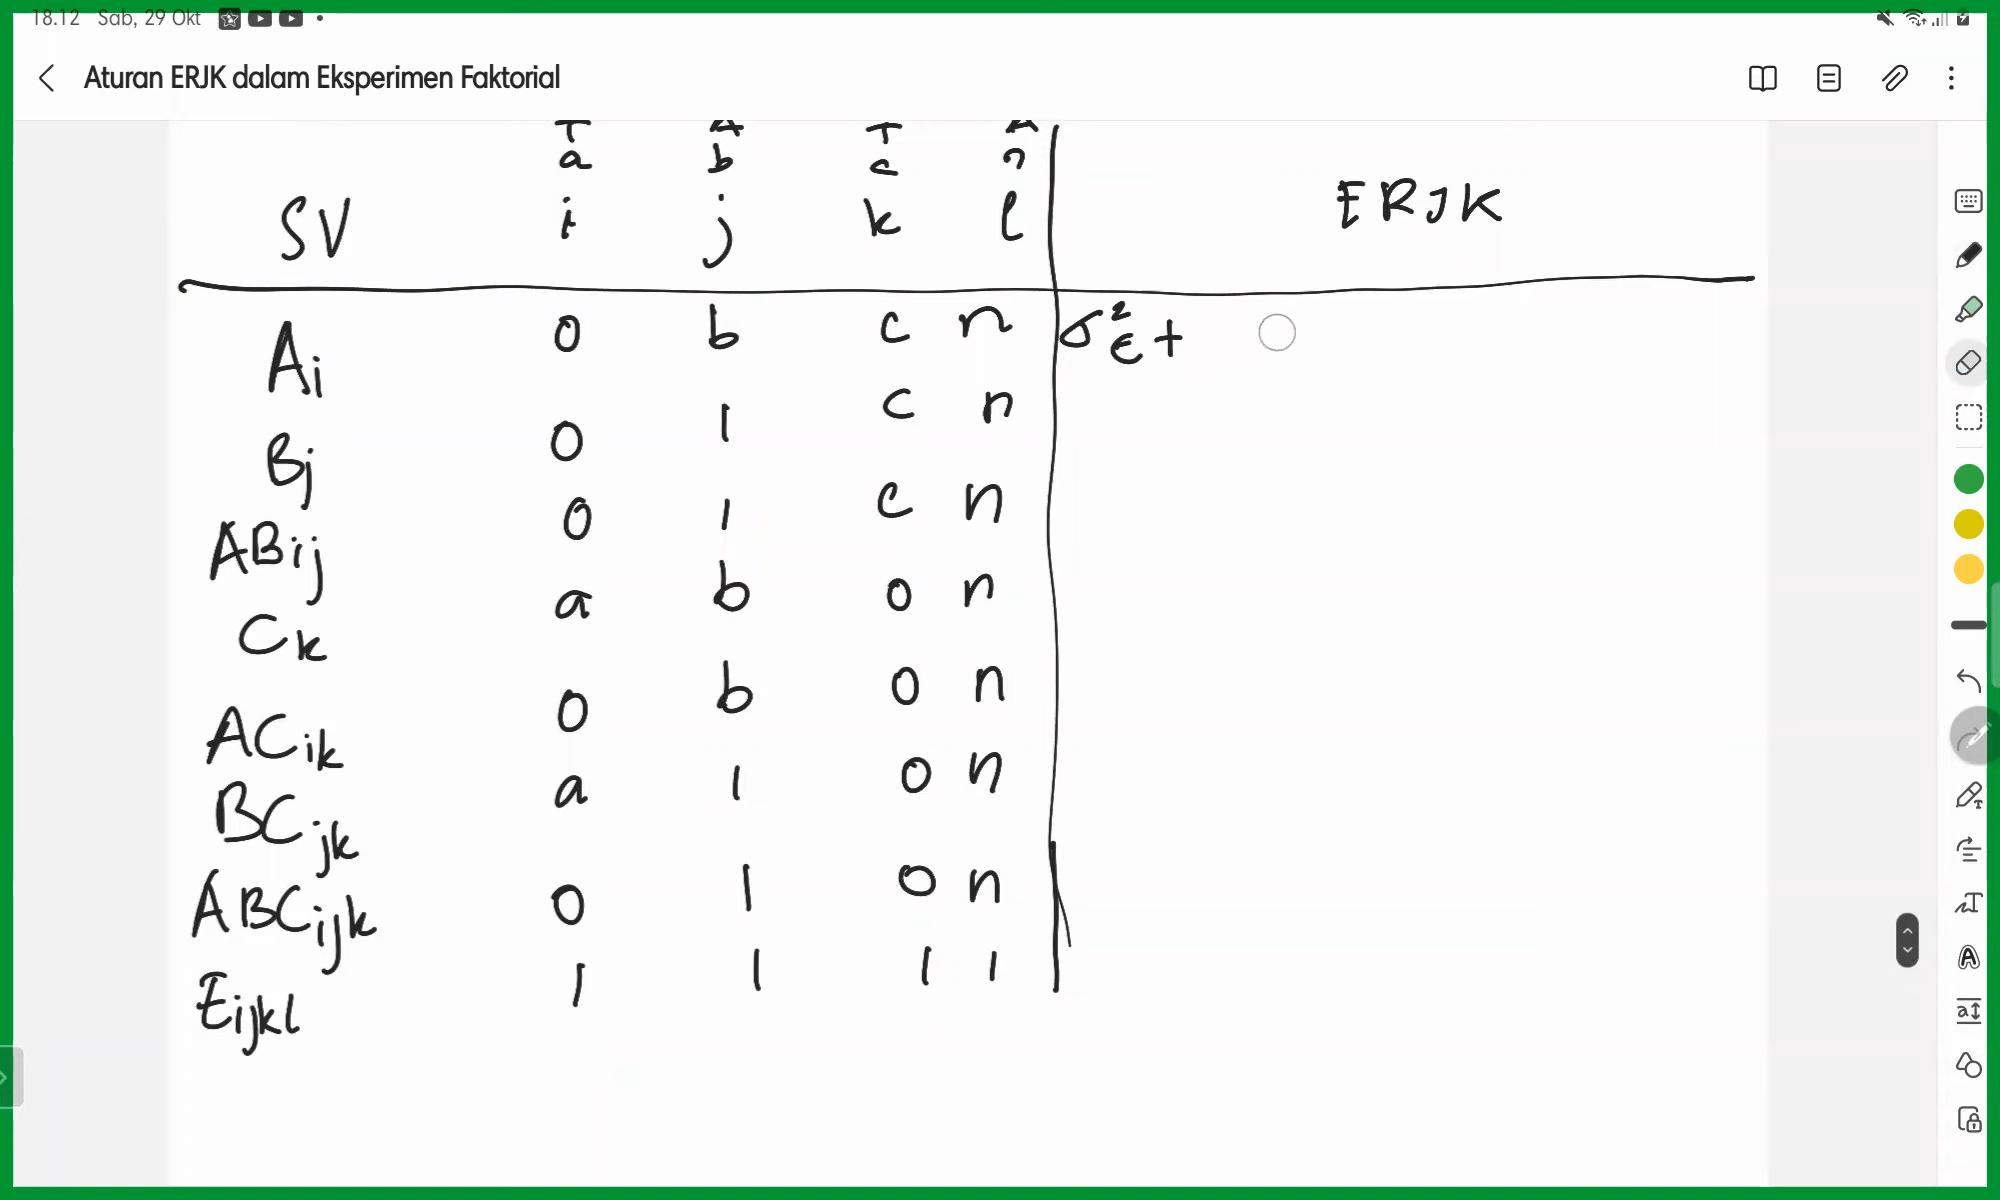 18.12 Sab, 29 Okt
Aturan ERJK dalam Eksperimen Faktorial
T A T A
a b c n
SV i j k l ERJK
Ai 0 b c n σ²ε +
Bj 0 1 c n
ABij 0 1 c n
Ck a b 0 n
ACik 0 b 0 n
BCjk a 1 0 n
ABCijk 0 1 0 n
Eijkl 1 1 1 1